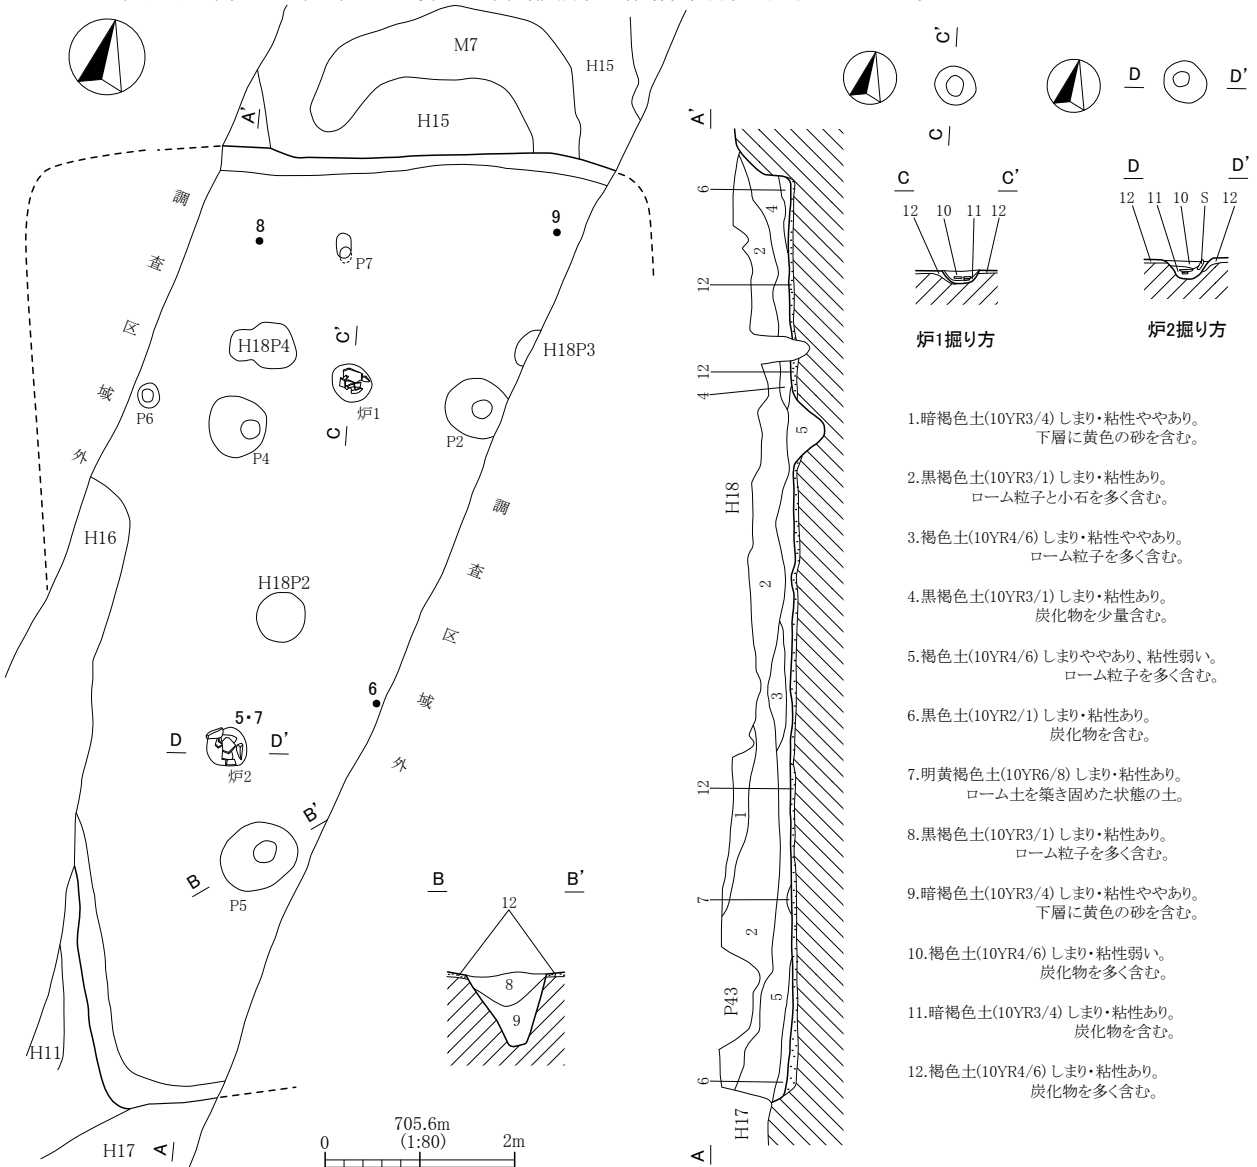 M7
H15
H15
A'
調査区域外
8
9
P7
H18P4
C'
H18P3
炉1
P6
P4
C
P2
H16
調査区域外
H18P2
6
5・7
D
D'
炉2
B'
B
P5
H11
H17
A
B
B'
12
8
9
705.6m
(1:80)
0
2m
A'
6
4
2
12
12
4
5
H18
2
3
12
1
7
2
P43
5
6
H17
A
C'
C
D
D'
C
C'
12 10 11 12
炉1掘り方
D
D'
12 11 10 S 12
炉2掘り方
1.暗褐色土(10YR3/4)しまり・粘性ややあり。
下層に黄色の砂を含む。
2.黒褐色土(10YR3/1)しまり・粘性あり。
ローム粒子と小石を多く含む。
3.褐色土(10YR4/6)しまり・粘性ややあり。
ローム粒子を多く含む。
4.黒褐色土(10YR3/1)しまり・粘性あり。
炭化物を少量含む。
5.褐色土(10YR4/6)しまりややあり、粘性弱い。
ローム粒子を多く含む。
6.黒色土(10YR2/1)しまり・粘性あり。
炭化物を含む。
7.明黄褐色土(10YR6/8)しまり・粘性あり。
ローム土を築き固めた状態の土。
8.黒褐色土(10YR3/1)しまり・粘性あり。
ローム粒子を多く含む。
9.暗褐色土(10YR3/4)しまり・粘性ややあり。
下層に黄色の砂を含む。
10.褐色土(10YR4/6)しまり・粘性弱い。
炭化物を多く含む。
11.暗褐色土(10YR3/4)しまり・粘性あり。
炭化物を含む。
12.褐色土(10YR4/6)しまり・粘性あり。
炭化物を多く含む。